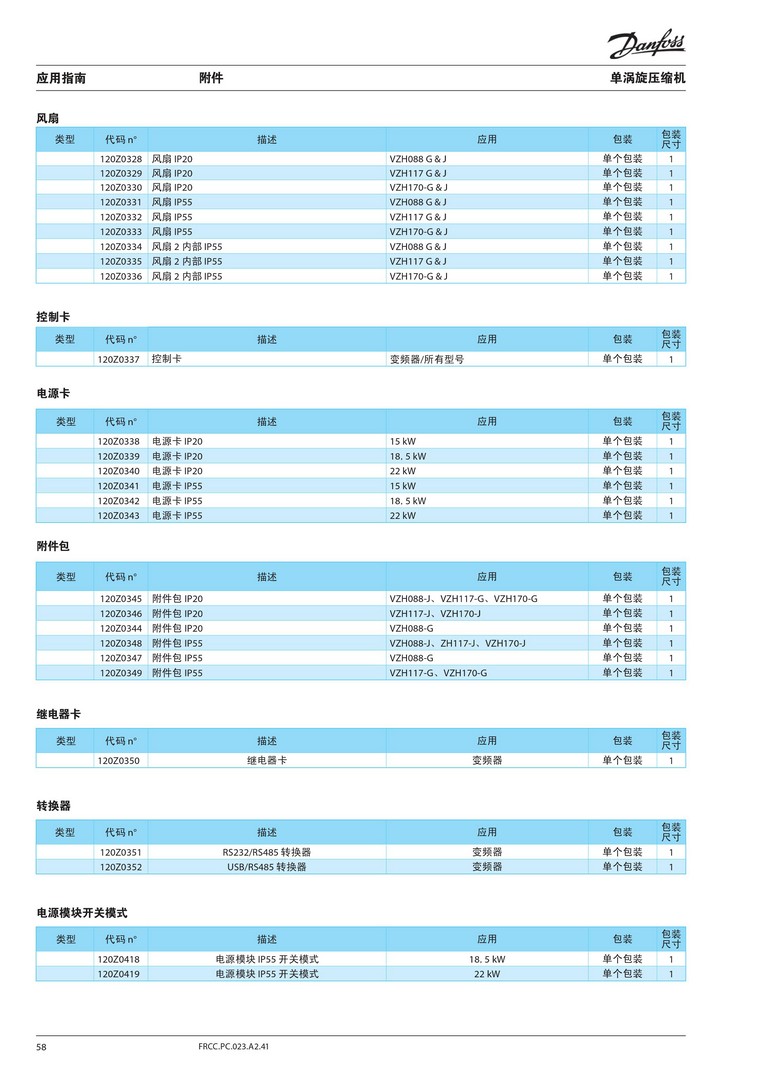 Danfoss
应用指南 附件 单涡旋压缩机
风扇
类型 代码 n° 描述 应用 包装 包装尺寸
120Z0328 风扇 IP20 VZH088 G & J 单个包装 1
120Z0329 风扇 IP20 VZH117 G & J 单个包装 1
120Z0330 风扇 IP20 VZH170-G & J 单个包装 1
120Z0331 风扇 IP55 VZH088 G & J 单个包装 1
120Z0332 风扇 IP55 VZH117 G & J 单个包装 1
120Z0333 风扇 IP55 VZH170-G & J 单个包装 1
120Z0334 风扇 2 内部 IP55 VZH088 G & J 单个包装 1
120Z0335 风扇 2 内部 IP55 VZH117 G & J 单个包装 1
120Z0336 风扇 2 内部 IP55 VZH170-G & J 单个包装 1
控制卡
类型 代码 n° 描述 应用 包装 包装尺寸
120Z0337 控制卡 变频器/所有型号 单个包装 1
电源卡
类型 代码 n° 描述 应用 包装 包装尺寸
120Z0338 电源卡 IP20 15 kW 单个包装 1
120Z0339 电源卡 IP20 18. 5 kW 单个包装 1
120Z0340 电源卡 IP20 22 kW 单个包装 1
120Z0341 电源卡 IP55 15 kW 单个包装 1
120Z0342 电源卡 IP55 18. 5 kW 单个包装 1
120Z0343 电源卡 IP55 22 kW 单个包装 1
附件包
类型 代码 n° 描述 应用 包装 包装尺寸
120Z0345 附件包 IP20 VZH088-J、VZH117-G、VZH170-G 单个包装 1
120Z0346 附件包 IP20 VZH117-J、VZH170-J 单个包装 1
120Z0344 附件包 IP20 VZH088-G 单个包装 1
120Z0348 附件包 IP55 VZH088-J、ZH117-J、VZH170-J 单个包装 1
120Z0347 附件包 IP55 VZH088-G 单个包装 1
120Z0349 附件包 IP55 VZH117-G、VZH170-G 单个包装 1
继电器卡
类型 代码 n° 描述 应用 包装 包装尺寸
120Z0350 继电器卡 变频器 单个包装 1
转换器
类型 代码 n° 描述 应用 包装 包装尺寸
120Z0351 RS232/RS485 转换器 变频器 单个包装 1
120Z0352 USB/RS485 转换器 变频器 单个包装 1
电源模块开关模式
类型 代码 n° 描述 应用 包装 包装尺寸
120Z0418 电源模块 IP55 开关模式 18. 5 kW 单个包装 1
120Z0419 电源模块 IP55 开关模式 22 kW 单个包装 1
58 FRCC.PC.023.A2.41